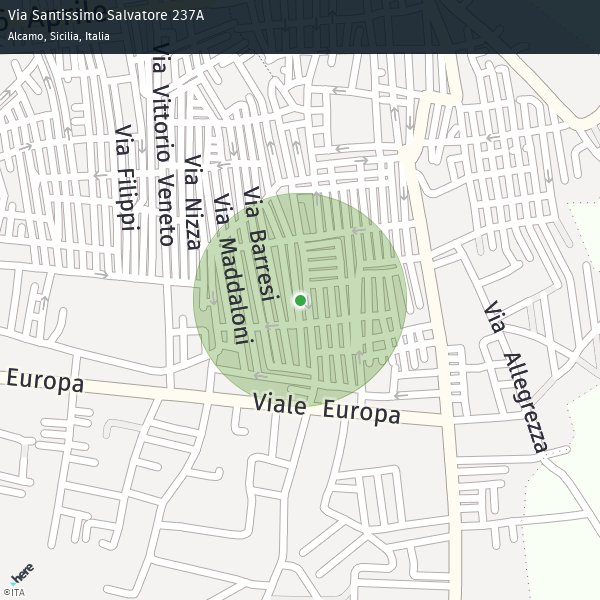 Via Santissimo Salvatore 237A
Alcamo, Sicilia, Italia
Via Vittorio Veneto
Via Filippi
Via Nizza
Via Maddaloni
Via Barresi
Via Allegrezza
Europa
Viale Europa
here
©ITA